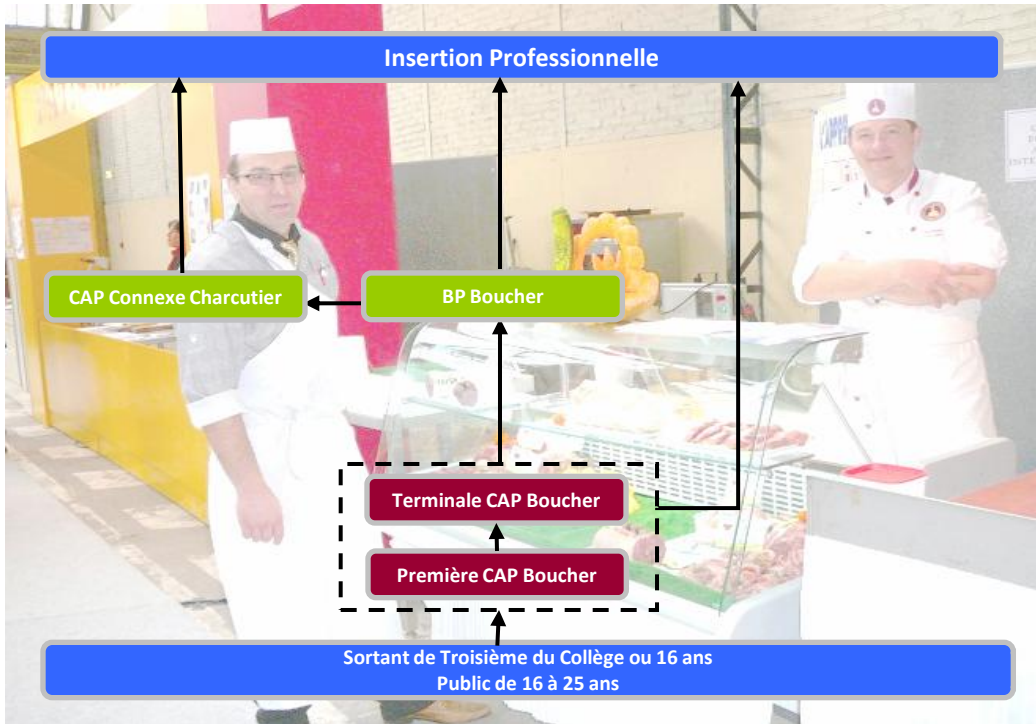 Insertion Professionnelle
CAP Connexe Charcutier
BP Boucher
Terminale CAP Boucher
Première CAP Boucher
Sortant de Troisième du Collège ou 16 ans
Public de 16 à 25 ans